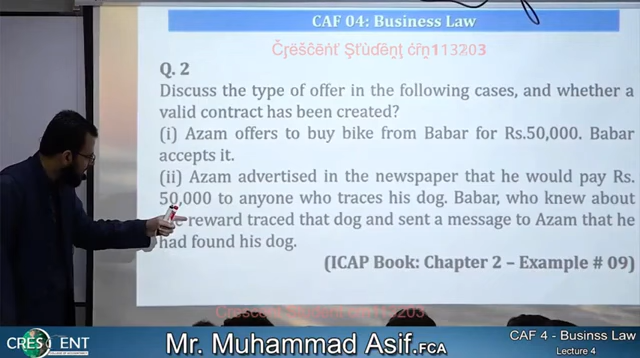 CAF 04: Business Law
Čŗëšĉēńť Şťùďēņţ ćřņ113203
Q. 2
Discuss the type of offer in the following cases, and whether a
valid contract has been created?
(i) Azam offers to buy bike from Babar for Rs.50,000. Babar
accepts it.
(ii) Azam advertised in the newspaper that he would pay Rs.
50,000 to anyone who traces his dog. Babar, who knew about
reward traced that dog and sent a message to Azam that he
had found his dog.
(ICAP Book: Chapter 2 – Example # 09)
CRESCENT
Mr. Muhammad Asif.FCA
CAF 4 - Businss Law
Lecture 4